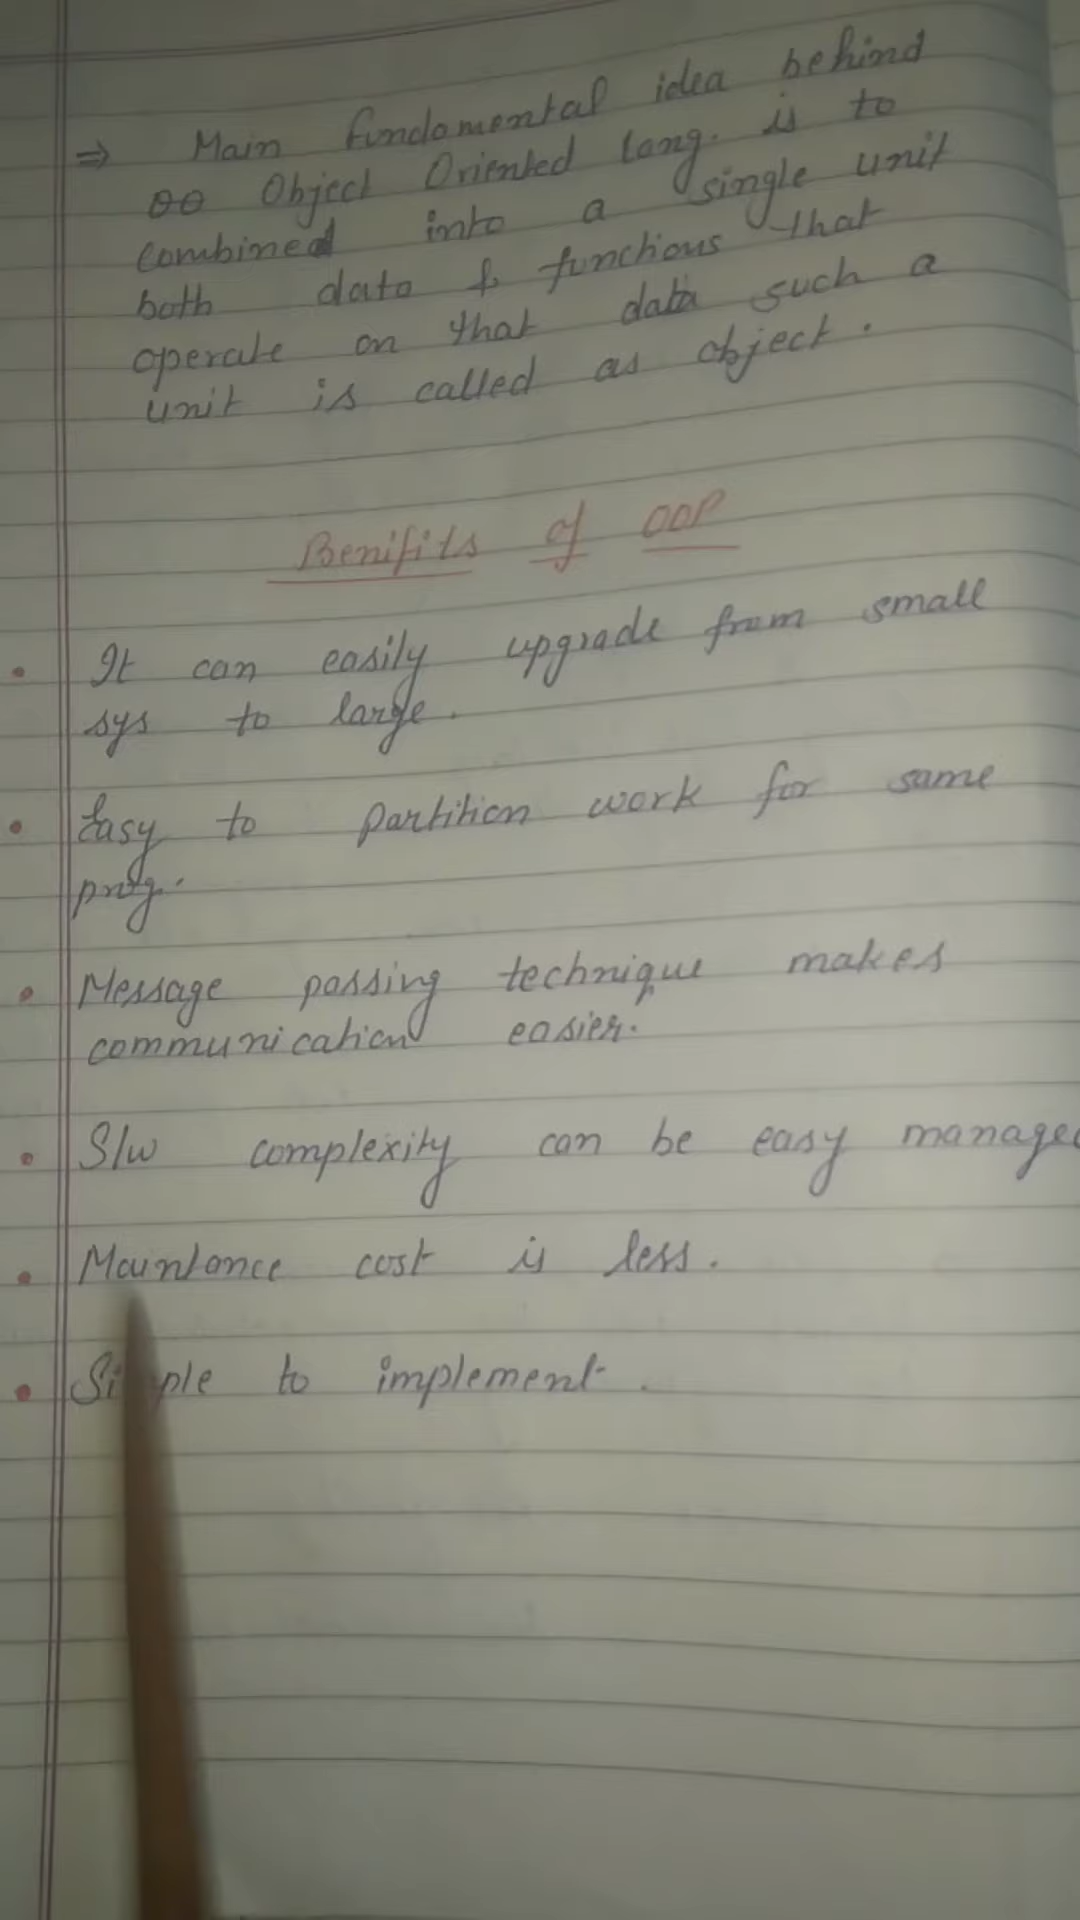 ⇒ Main fundomental idea behind
Object Oriented lang. is to
combined into a single unit
both data & functions that
operate on that data such a
unit is called as object.
Benifits of OOP
• It can easily upgrade from small
sys to large.
• Easy to partition work for same
prog.
• Message passing technique makes
communication easier.
• S/w complexity can be easy manage
• Maintance cost is less.
• Simple to implement.